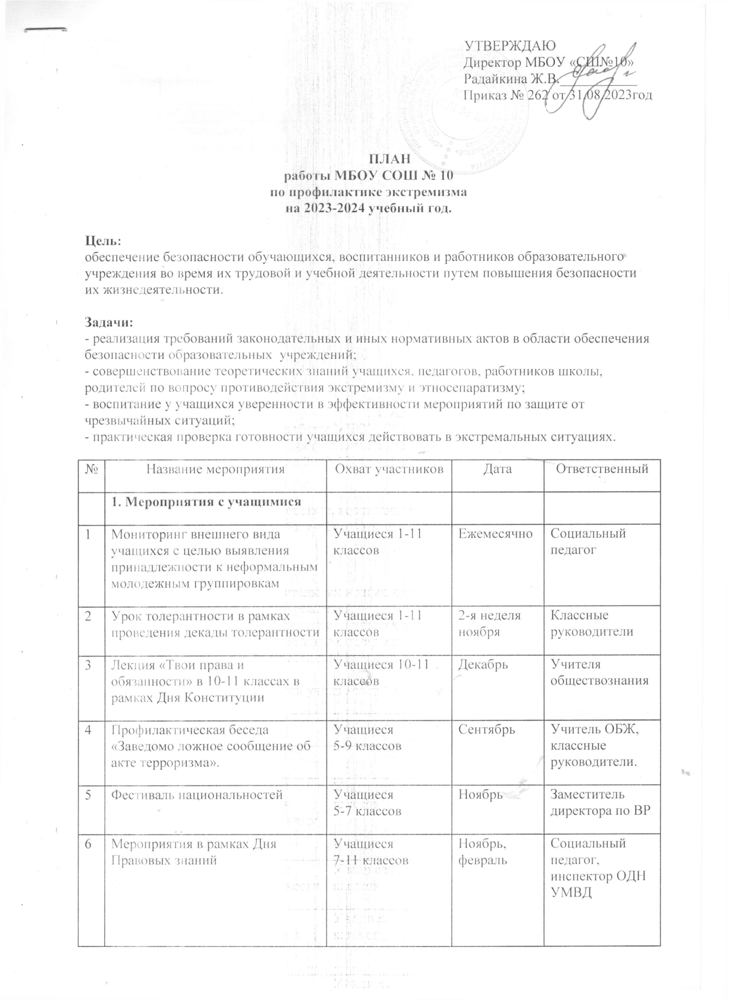 УТВЕРЖДАЮ
Директор МБОУ «СШ№10»
Радайкина Ж.В.___________
Приказ № 262 от 31.08.2023год
ПЛАН
работы МБОУ СОШ № 10
по профилактике экстремизма
на 2023-2024 учебный год.
Цель:
обеспечение безопасности обучающихся, воспитанников и работников образовательного
учреждения во время их трудовой и учебной деятельности путем повышения безопасности
их жизнедеятельности.
Задачи:
- реализация требований законодательных и иных нормативных актов в области обеспечения
безопасности образовательных учреждений;
- совершенствование теоретических знаний учащихся, педагогов, работников школы,
родителей по вопросу противодействия экстремизму и этносепаратизму;
- воспитание у учащихся уверенности в эффективности мероприятий по защите от
чрезвычайных ситуаций;
- практическая проверка готовности учащихся действовать в экстремальных ситуациях.
№ Название мероприятия Охват участников Дата Ответственный
1. Мероприятия с учащимися
1 Мониторинг внешнего вида Учащиеся 1-11 Ежемесячно Социальный
учащихся с целью выявления классов педагог
принадлежности к неформальным
молодежным группировкам
2 Урок толерантности в рамках Учащиеся 1-11 2-я неделя Классные
проведения декады толерантности классов ноября руководители
3 Лекция «Твои права и Учащиеся 10-11 Декабрь Учителя
обязанности» в 10-11 классах в классов обществознания
рамках Дня Конституции
4 Профилактическая беседа Учащиеся Сентябрь Учитель ОБЖ,
«Заведомо ложное сообщение об 5-9 классов классные
акте терроризма». руководители.
5 Фестиваль национальностей Учащиеся Ноябрь Заместитель
5-7 классов директора по ВР
6 Мероприятия в рамках Дня Учащиеся Ноябрь, Социальный
Правовых знаний 7-11 классов февраль педагог,
инспектор ОДН
УМВД